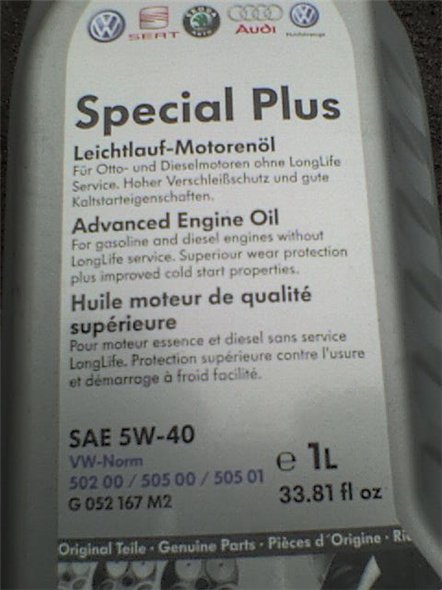 SEAT
Audi
Nutzfahrzeuge
Special Plus
Leichtlauf-Motorenöl
Für Otto- und Dieselmotoren ohne LongLife
Service. Hoher Verschleißschutz und gute
Kaltstarteigenschaften.
Advanced Engine Oil
For gasoline and diesel engines without
LongLife service. Superiour wear protection
plus improved cold start properties.
Huile moteur de qualité
supérieure
Pour moteur essence et diesel sans service
LongLife. Protection supérieure contre l'usure
et démarrage à froid facilité.
SAE 5W-40
VW-Norm
502 00 / 505 00 / 505 01
G 052 167 M2
e 1L
33.81 fl oz
Original Teile · Genuine Parts · Pièces d´Origine · Ric